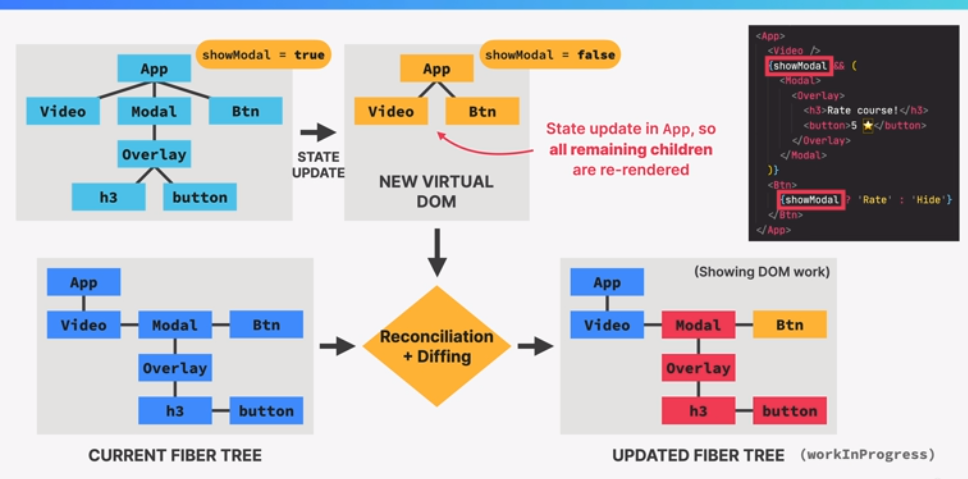 showModal = true
App
Video
Modal
Btn
Overlay
h3
button
STATE
UPDATE
showModal = false
App
Video
Btn
NEW VIRTUAL
DOM
State update in App, so
all remaining children
are re-rendered
<App>
<Video />
{showModal && (
<Modal>
<Overlay>
<h3>Rate course!</h3>
<button>5 ⭐</button>
</Overlay>
</Modal>
)}
<Btn>
{showModal ? 'Rate' : 'Hide'}
</Btn>
</App>
App
Video
Modal
Btn
Overlay
h3
button
CURRENT FIBER TREE
Reconciliation
+ Diffing
(Showing DOM work)
App
Video
Modal
Btn
Overlay
h3
button
UPDATED FIBER TREE (workInProgress)